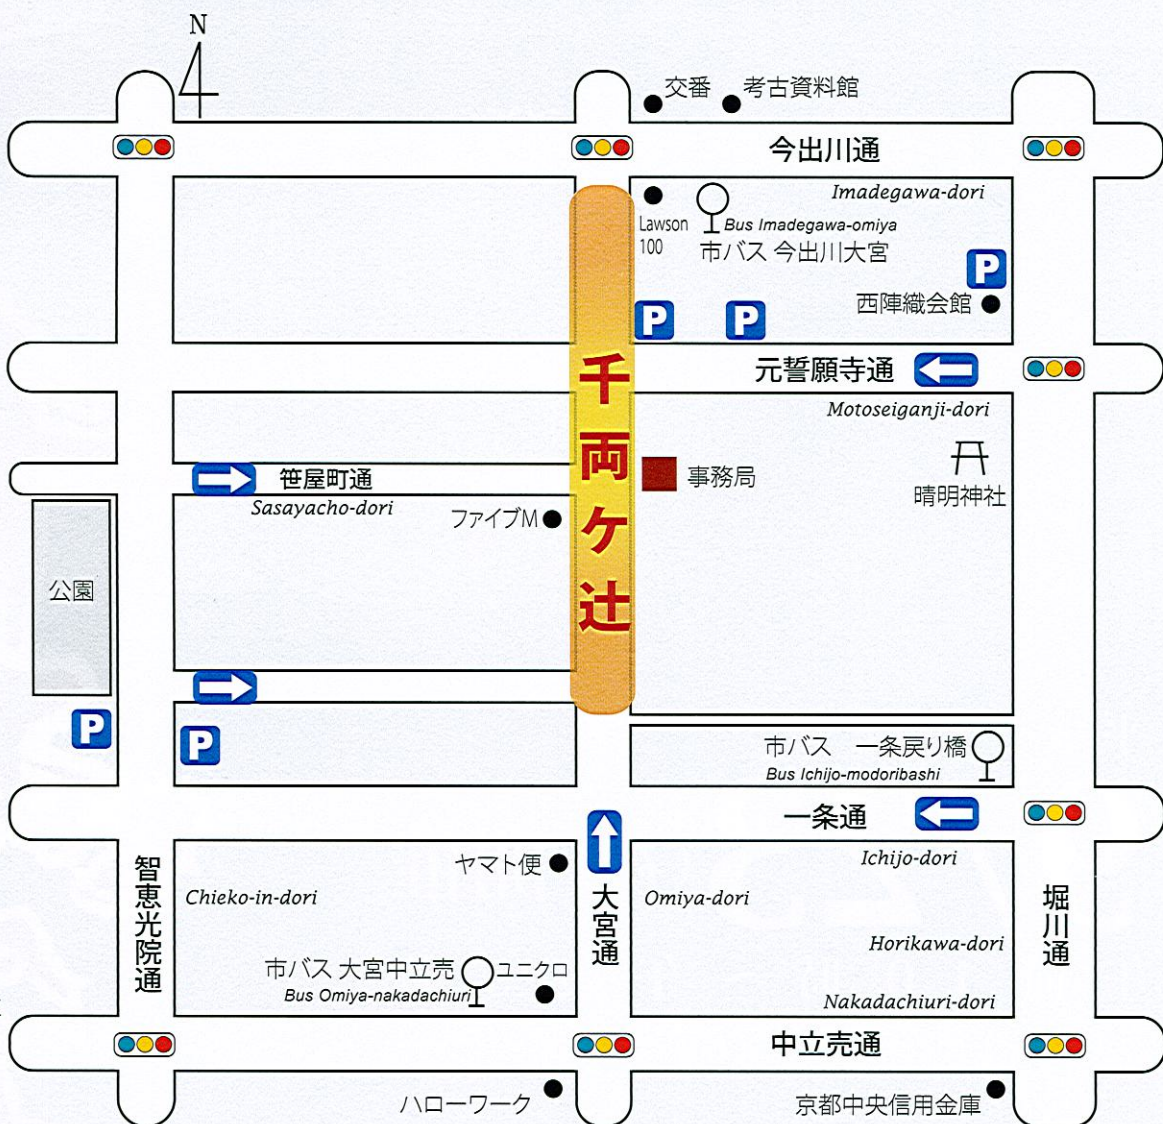 N
交番
考古資料館
今出川通
Imadegawa-dori
Lawson
100
Bus Imadegawa-omiya
市バス 今出川大宮
P
西陣織会館
P
P
元誓願寺通
Motoseiganji-dori
千両ケ辻
笹屋町通
Sasayacho-dori
事務局
晴明神社
ファイブM
公園
P
P
市バス 一条戻り橋
Bus Ichijo-modoribashi
一条通
Ichijo-dori
ヤマト便
智恵光院通
Chieko-in-dori
大宮通
Omiya-dori
堀川通
Horikawa-dori
市バス 大宮中立売
Bus Omiya-nakadachiuri
ユニクロ
Nakadachiuri-dori
中立売通
ハローワーク
京都中央信用金庫